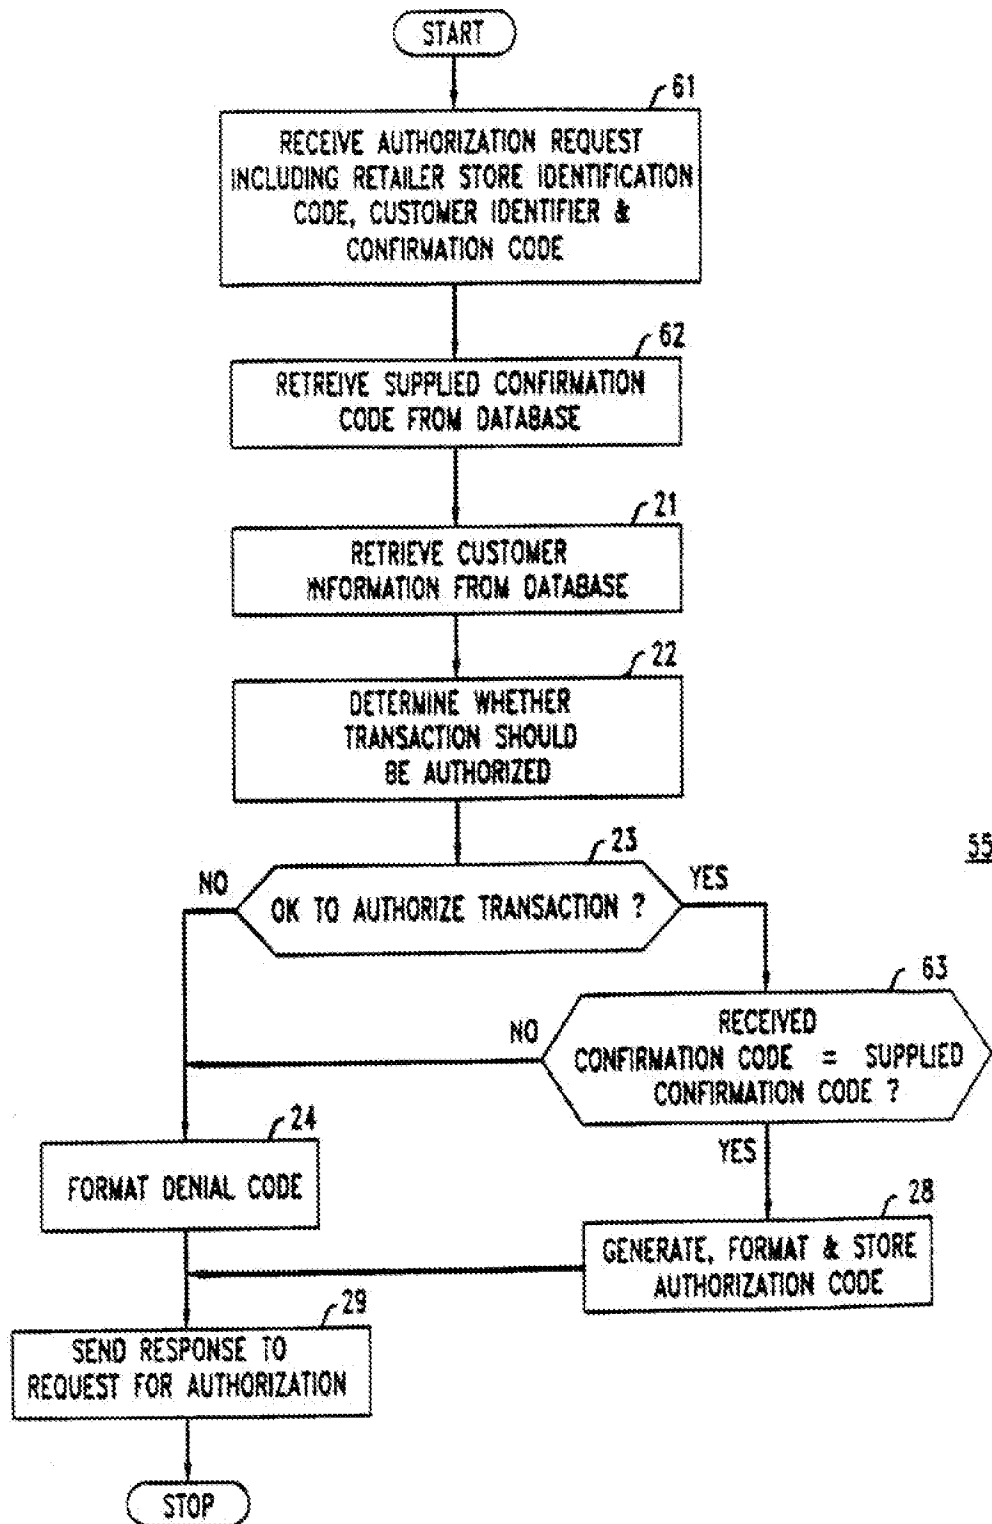 START
61
RECEIVE AUTHORIZATION REQUEST
INCLUDING RETAILER STORE IDENTIFICATION
CODE, CUSTOMER IDENTIFIER &
CONFIRMATION CODE
62
RETREIVE SUPPLIED CONFIRMATION
CODE FROM DATABASE
21
RETRIEVE CUSTOMER
INFORMATION FROM DATABASE
22
DETERMINE WHETHER
TRANSACTION SHOULD
BE AUTHORIZED
23
55
NO
OK TO AUTHORIZE TRANSACTION ?
YES
63
NO
RECEIVED
CONFIRMATION CODE = SUPPLIED
CONFIRMATION CODE ?
24
YES
FORMAT DENIAL CODE
28
GENERATE, FORMAT & STORE
AUTHORIZATION CODE
29
SEND RESPONSE TO
REQUEST FOR AUTHORIZATION
STOP